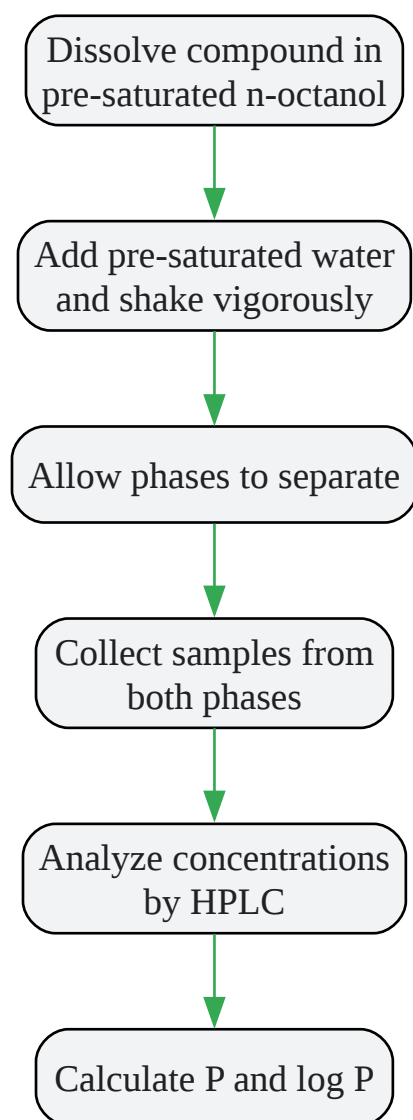 Dissolve compound in
pre-saturated n-octanol
Add pre-saturated water
and shake vigorously
Allow phases to separate
Collect samples from
both phases
Analyze concentrations
by HPLC
Calculate P and log P